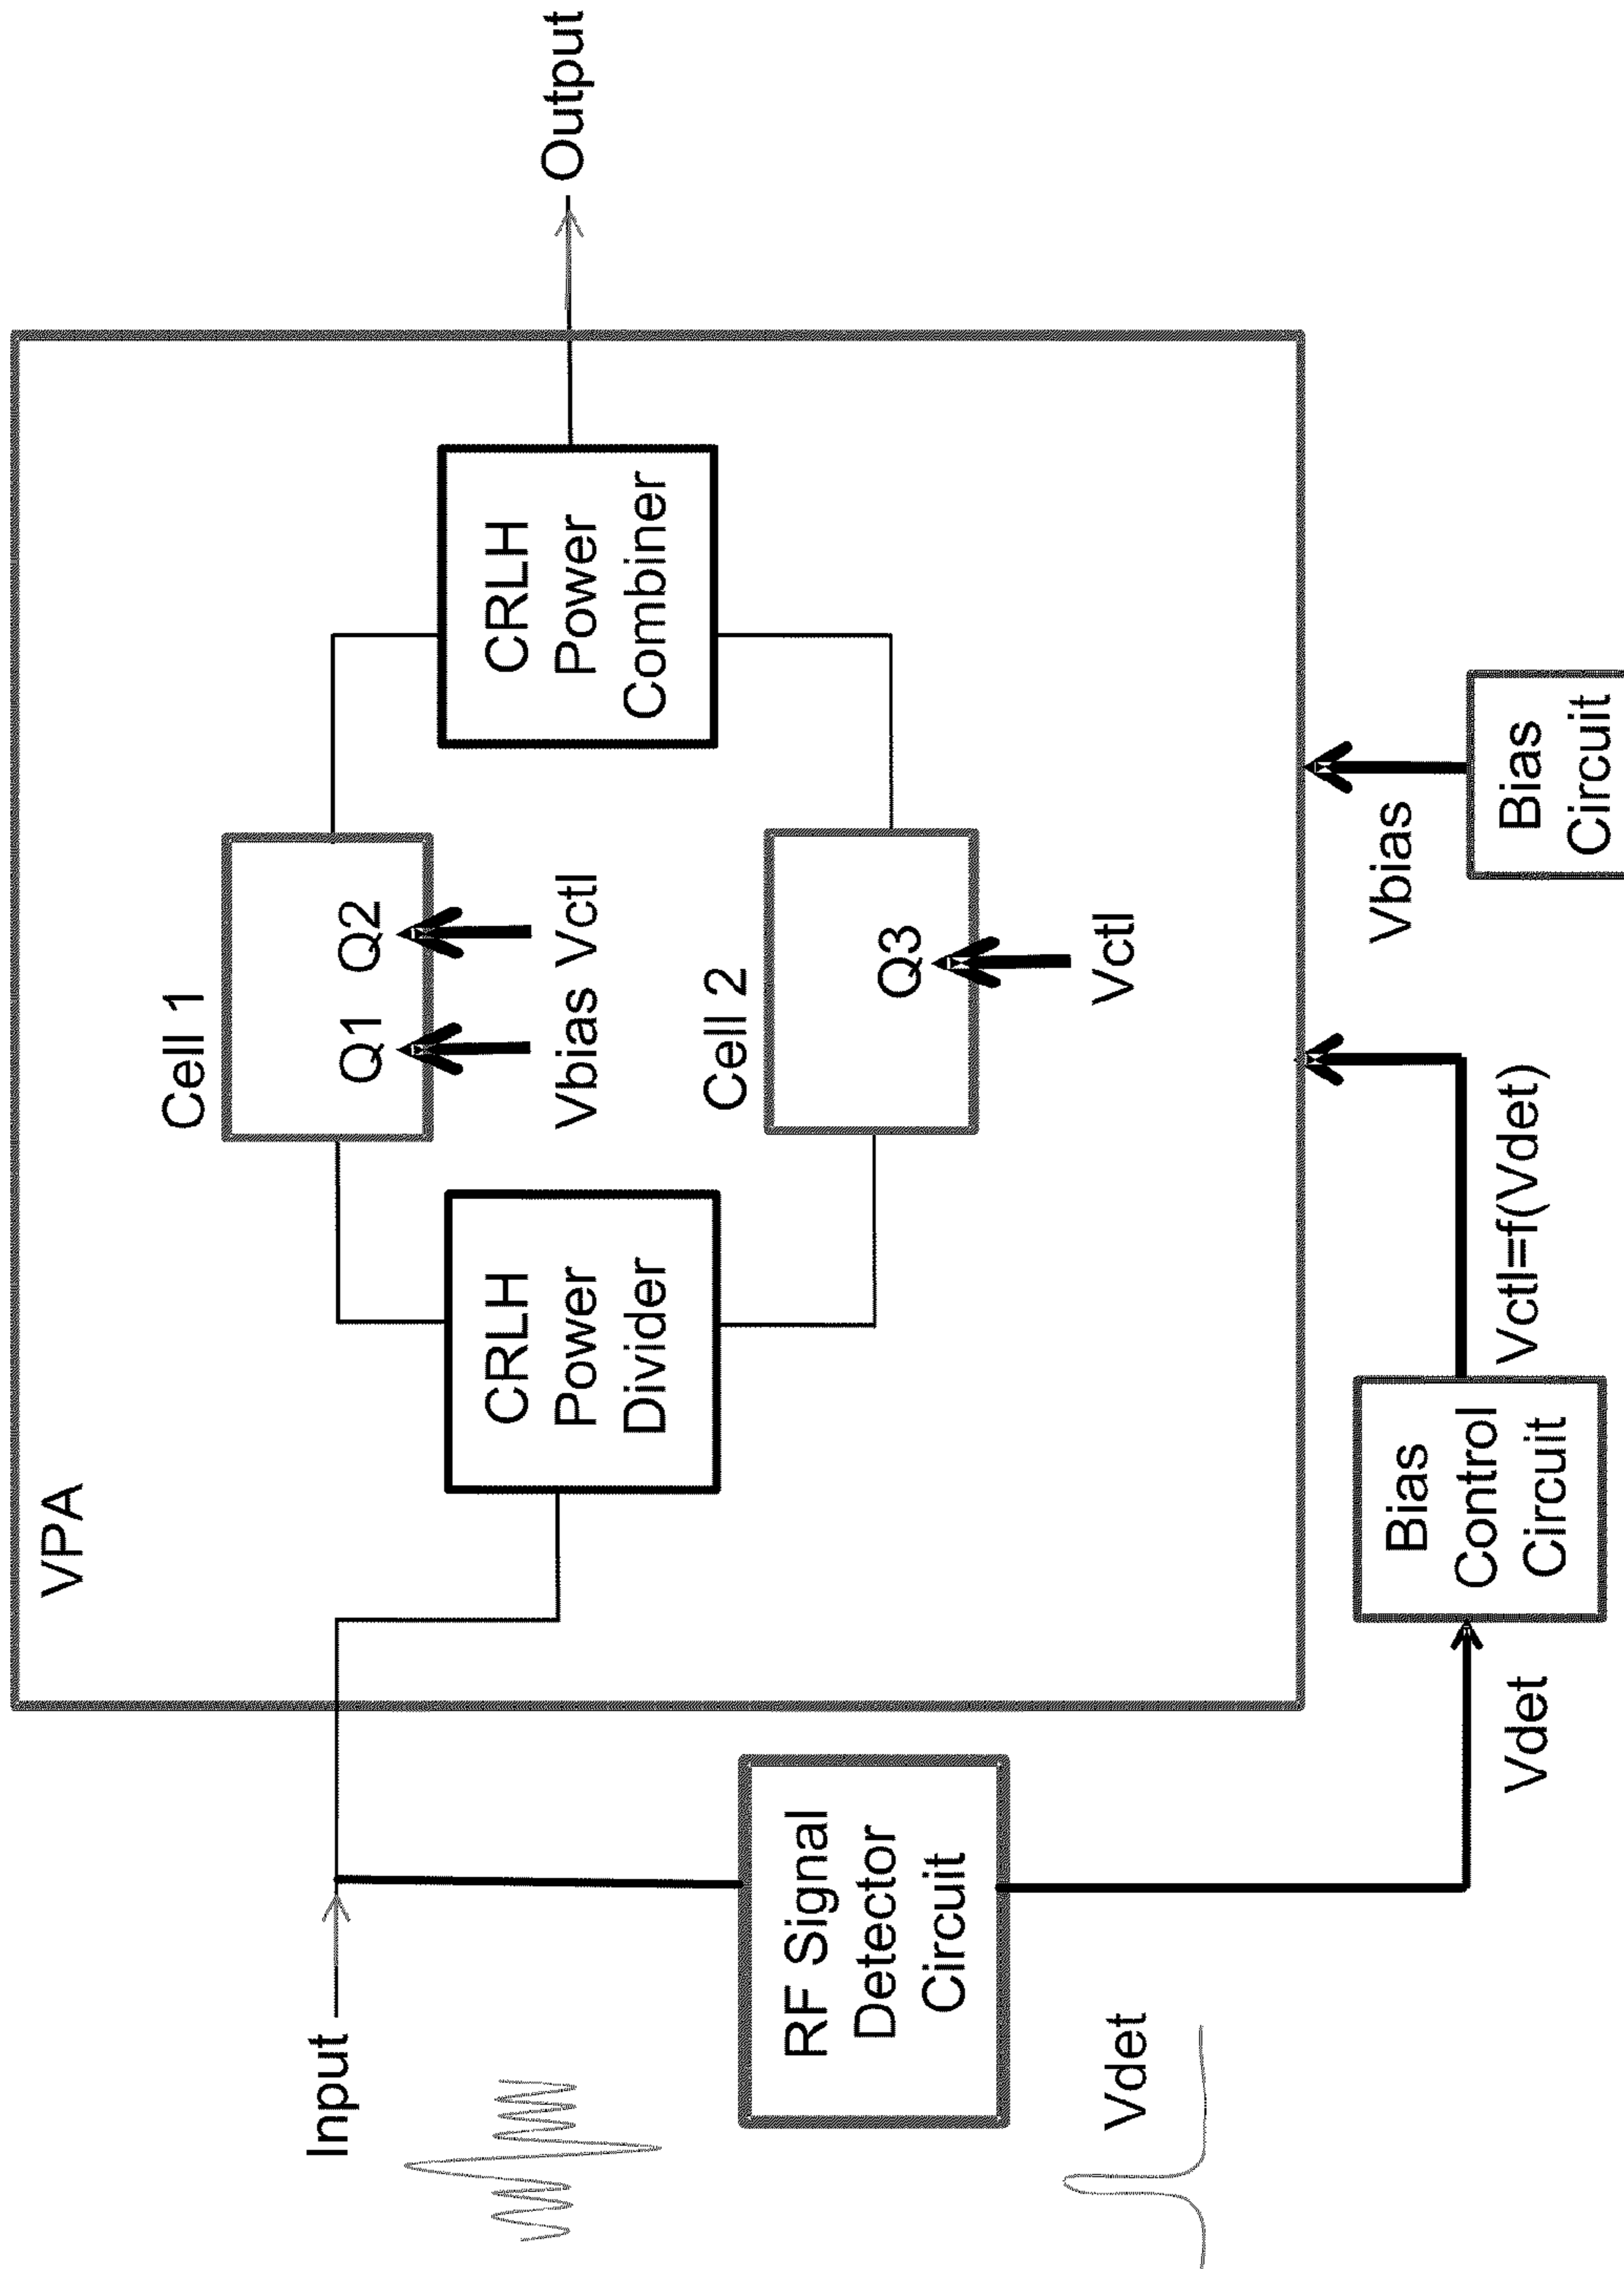 VPA
Input
Output
Cell 1
Q1 Q2
Vbias Vctl
CRLH
Power
Divider
CRLH
Power
Combiner
Cell 2
Q3
Vctl
RF Signal
Detector
Circuit
Vdet
Vdet
Bias
Control
Circuit
Vctl=f(Vdet)
Vbias
Bias
Circuit